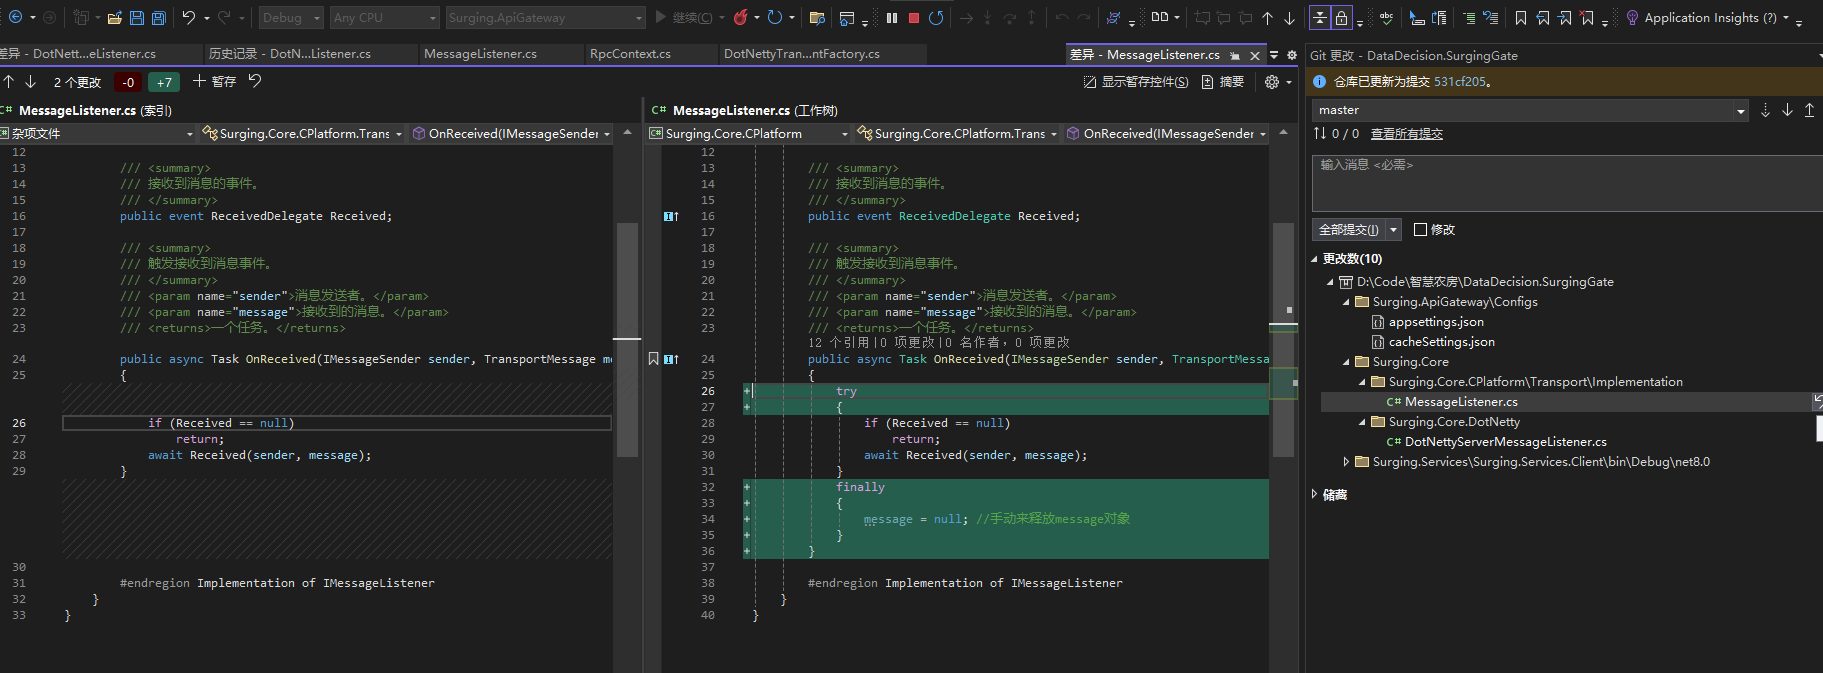 Debug
Any CPU
Surging.ApiGateway
继续(C)
Application Insights (?)
差异 - DotNett...eListener.cs
历史记录 - DotN...Listener.cs
MessageListener.cs
RpcContext.cs
DotNettyTran...ntFactory.cs
差异 - MessageListener.cs
2 个更改
-0
+7
暂存
显示暂存控件(S)
摘要
C# MessageListener.cs (索引)
杂项文件
Surging.Core.CPlatform.Trans
OnReceived(IMessageSender
12
13 /// <summary>
14 /// 接收到消息的事件。
15 /// </summary>
16 public event ReceivedDelegate Received;
17
18 /// <summary>
19 /// 触发接收到消息事件。
20 /// </summary>
21 /// <param name="sender">消息发送者。</param>
22 /// <param name="message">接收到的消息。</param>
23 /// <returns>一个任务。</returns>
24 public async Task OnReceived(IMessageSender sender, TransportMessage me
25 {
26 if (Received == null)
27 return;
28 await Received(sender, message);
29 }
30
31 #endregion Implementation of IMessageListener
32 }
33 }
C# MessageListener.cs (工作树)
Surging.Core.CPlatform
Surging.Core.CPlatform.Trans
OnReceived(IMessageSender
12
13 /// <summary>
14 /// 接收到消息的事件。
15 /// </summary>
16 public event ReceivedDelegate Received;
17
18 /// <summary>
19 /// 触发接收到消息事件。
20 /// </summary>
21 /// <param name="sender">消息发送者。</param>
22 /// <param name="message">接收到的消息。</param>
23 /// <returns>一个任务。</returns>
12 个引用|0 项更改|0 名作者，0 项更改
24 public async Task OnReceived(IMessageSender sender, TransportMessa
25 {
26 + try
27 + {
28 if (Received == null)
29 return;
30 await Received(sender, message);
31 }
32 + finally
33 + {
34 + message = null; //手动来释放message对象
35 + }
36 + }
37
38 #endregion Implementation of IMessageListener
39 }
40 }
Git 更改 - DataDecision.SurgingGate
仓库已更新为提交 531cf205。
master
0 / 0 查看所有提交
输入消息 <必需>
全部提交(I)
修改
更改数(10)
D:\Code\智慧农房\DataDecision.SurgingGate
Surging.ApiGateway\Configs
appsettings.json
cacheSettings.json
Surging.Core
Surging.Core.CPlatform\Transport\Implementation
C# MessageListener.cs
Surging.Core.DotNetty
C# DotNettyServerMessageListener.cs
Surging.Services\Surging.Services.Client\bin\Debug\net8.0
储藏